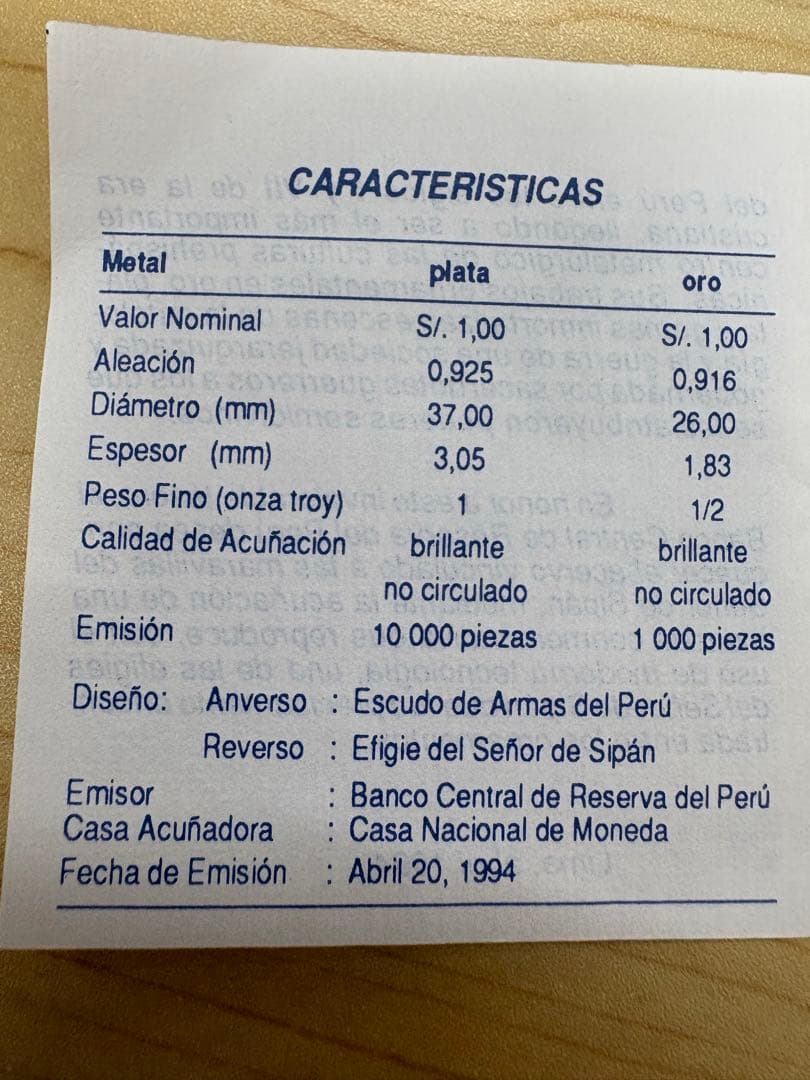 CARACTERISTICAS
Metal plata oro
Valor Nominal S/. 1,00 S/. 1,00
Aleación 0,925 0,916
Diámetro (mm) 37,00 26,00
Espesor (mm) 3,05 1,83
Peso Fino (onza troy) 1 1/2
Calidad de Acuñación brillante brillante
no circulado no circulado
Emisión 10 000 piezas 1 000 piezas
Diseño: Anverso : Escudo de Armas del Perú
Reverso : Efigie del Señor de Sipán
Emisor : Banco Central de Reserva del Perú
Casa Acuñadora : Casa Nacional de Moneda
Fecha de Emisión : Abril 20, 1994